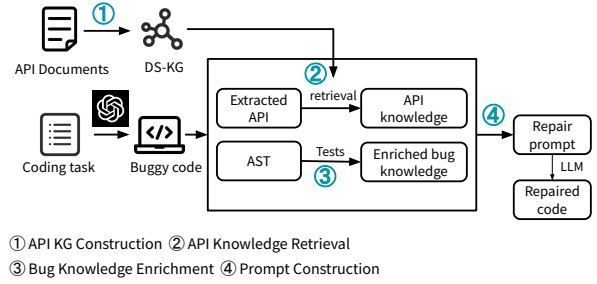 ①
API Documents
DS-KG
②
retrieval
Extracted API
API knowledge
④
Coding task
Buggy code
AST
Tests
③
Enriched bug knowledge
Repair prompt
LLM
Repaired code
① API KG Construction ② API Knowledge Retrieval
③ Bug Knowledge Enrichment ④ Prompt Construction